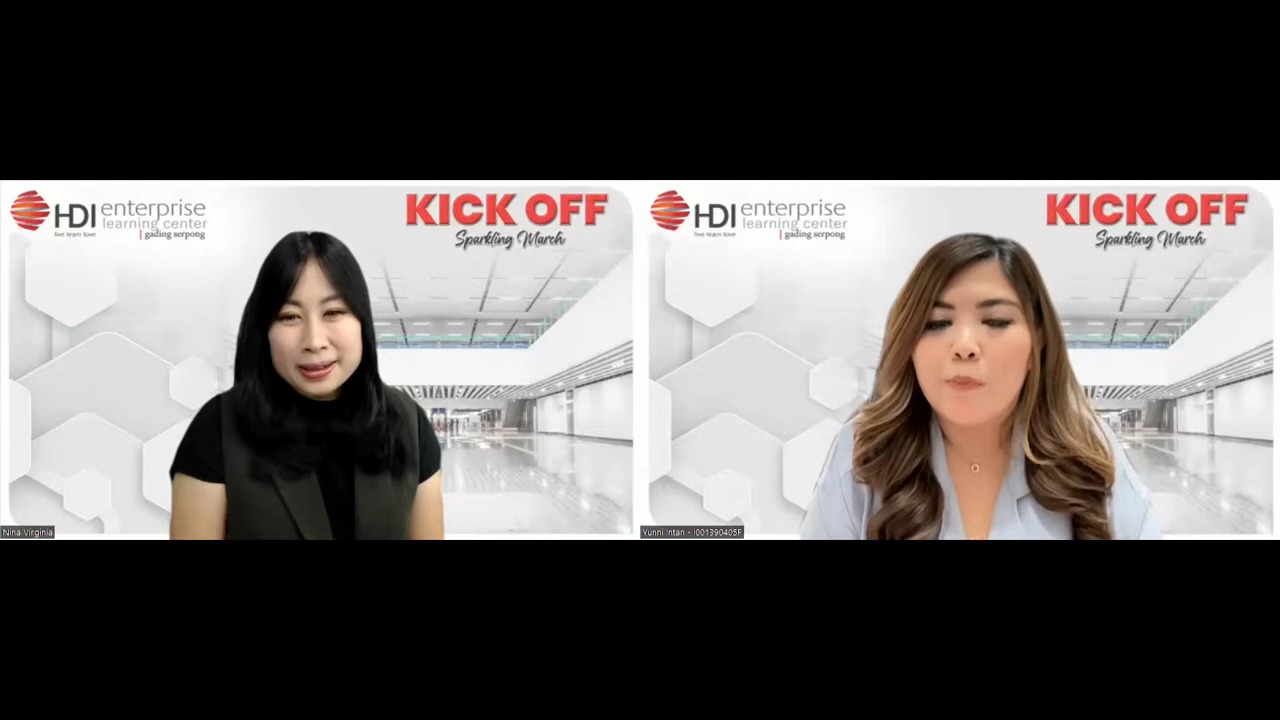 HDI enterprise
learning center
live learn love
| gading serpong
KICK OFF
Sparkling March
Nina Virginia
HDI enterprise
learning center
live learn love
| gading serpong
KICK OFF
Sparkling March
Yunni Intan - I001390405F